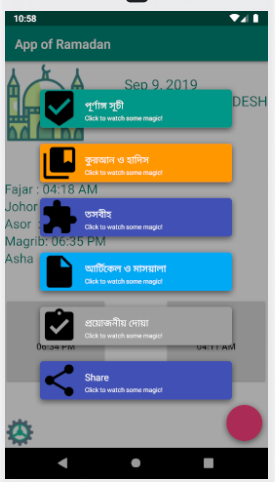 10:58
App of Ramadan
Sep 9, 2019
DESH
পূর্ণাঙ্গ সূচী
Click to watch some magic!
কুরআন ও হাদিস
Click to watch some magic!
Fajar : 04:18 AM
Johor
তসবীহ
Asor :
Click to watch some magic!
Magrib: 06:35 PM
Asha
আর্টিকেল ও মাসয়ালা
Click to watch some magic!
প্রয়োজনীয় দোয়া
Click to watch some magic!
06:34 PM
04:11 AM
Share
Click to watch some magic!